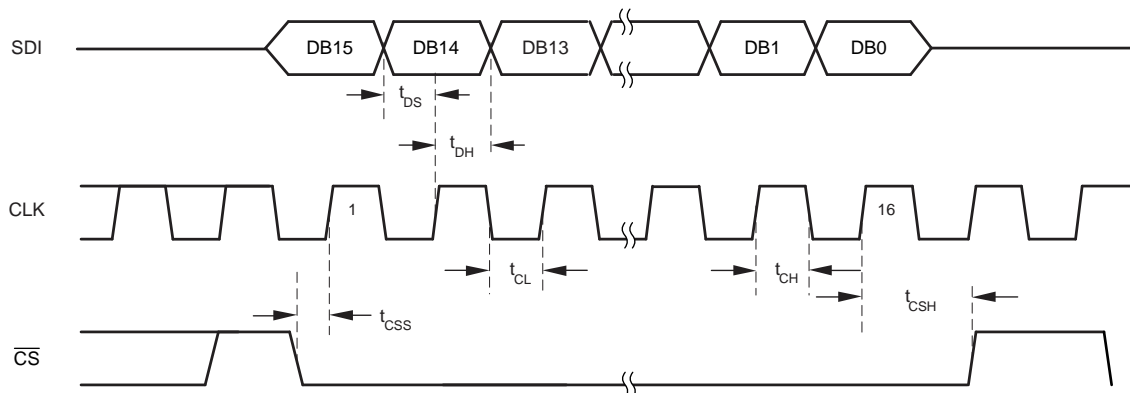 SDI DB15 DB14 DB13 DB1 DB0
tDS
tDH
CLK 1 16
tCL tCH tCSH
tCSS
CS